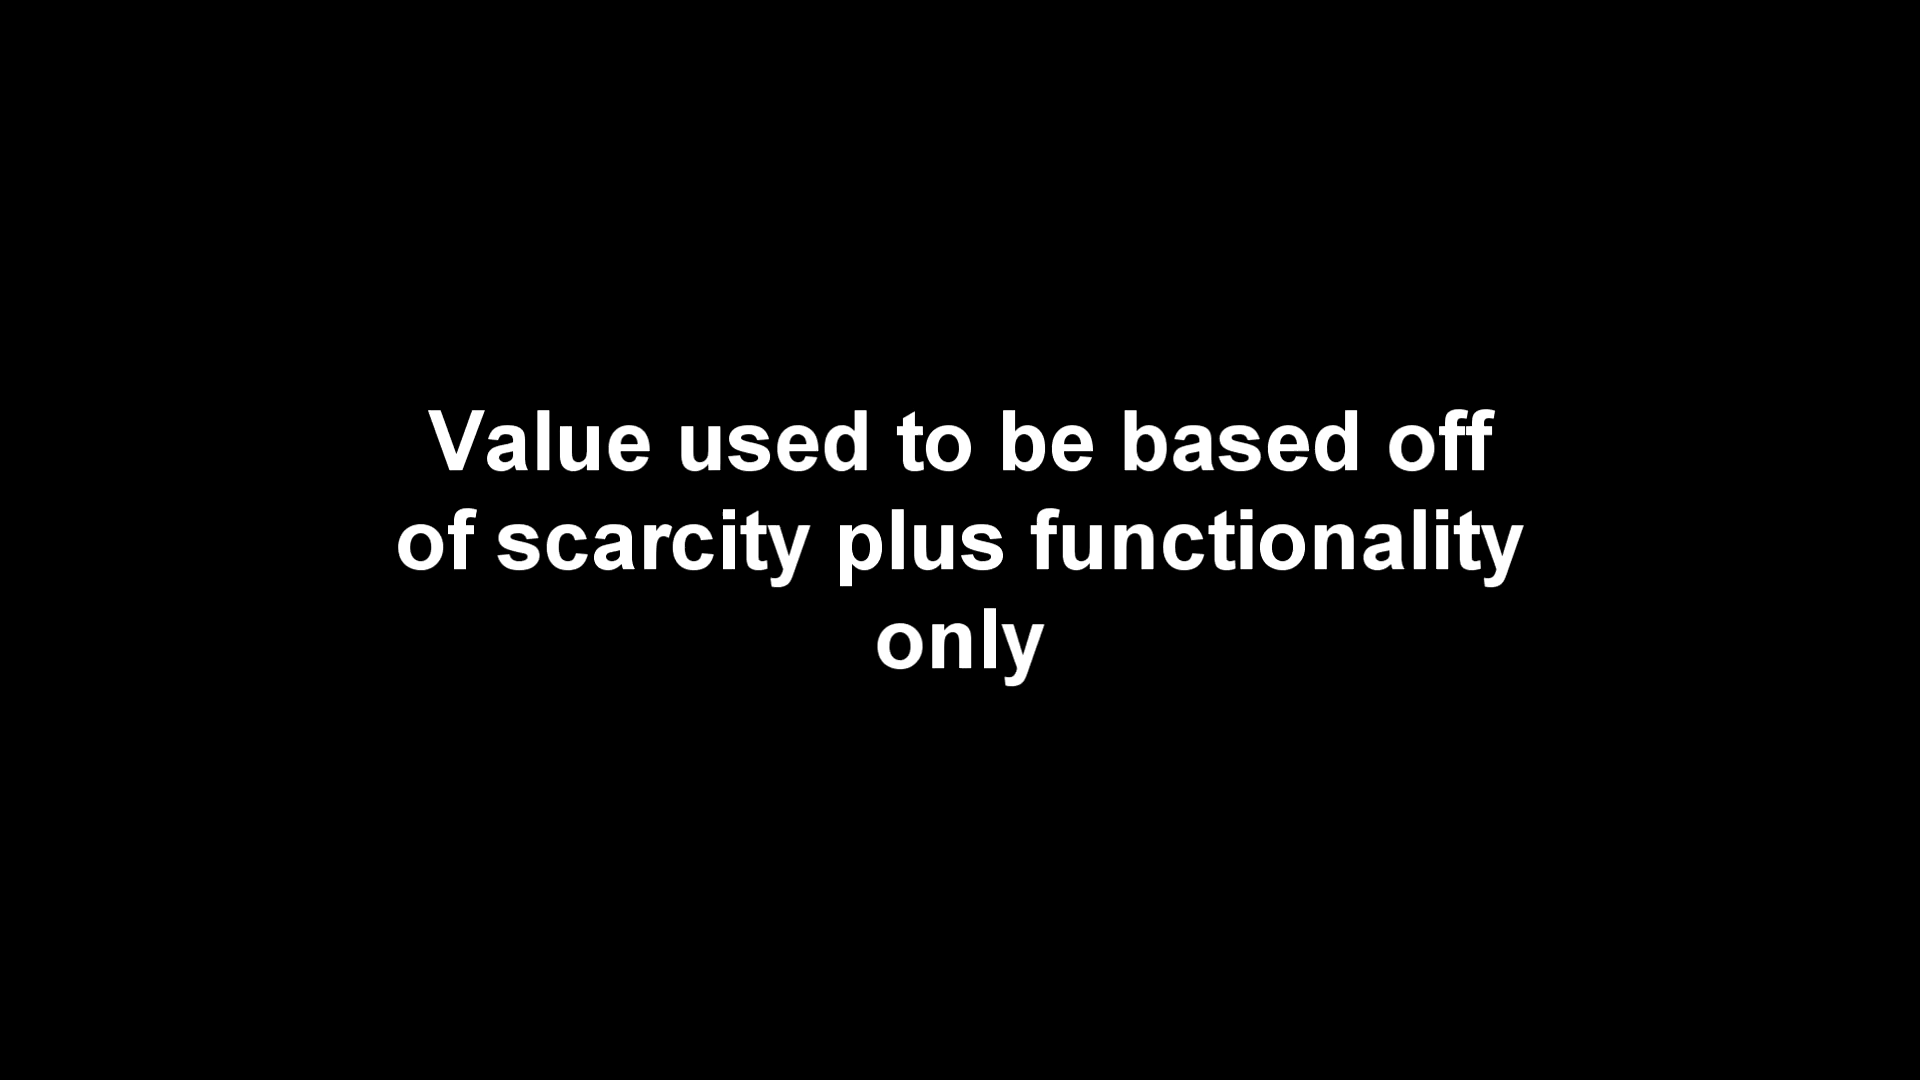 Value used to be based off
of scarcity plus functionality
only